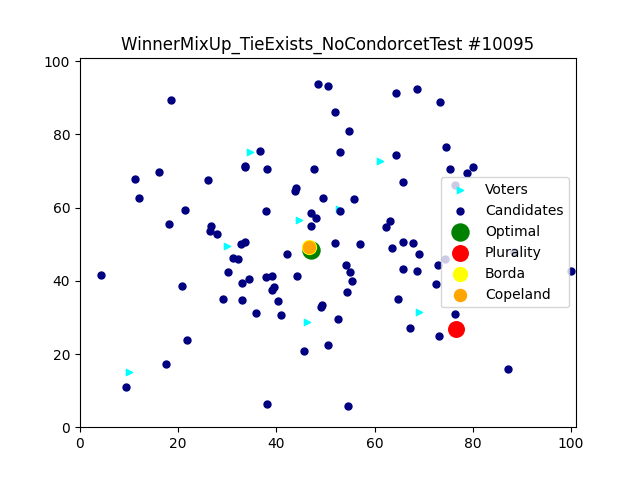 WinnerMixUp_TieExists_NoCondorcetTest #10095
100
80
60
40
20
0
0
20
40
60
80
100
Voters
Candidates
Optimal
Plurality
Borda
Copeland